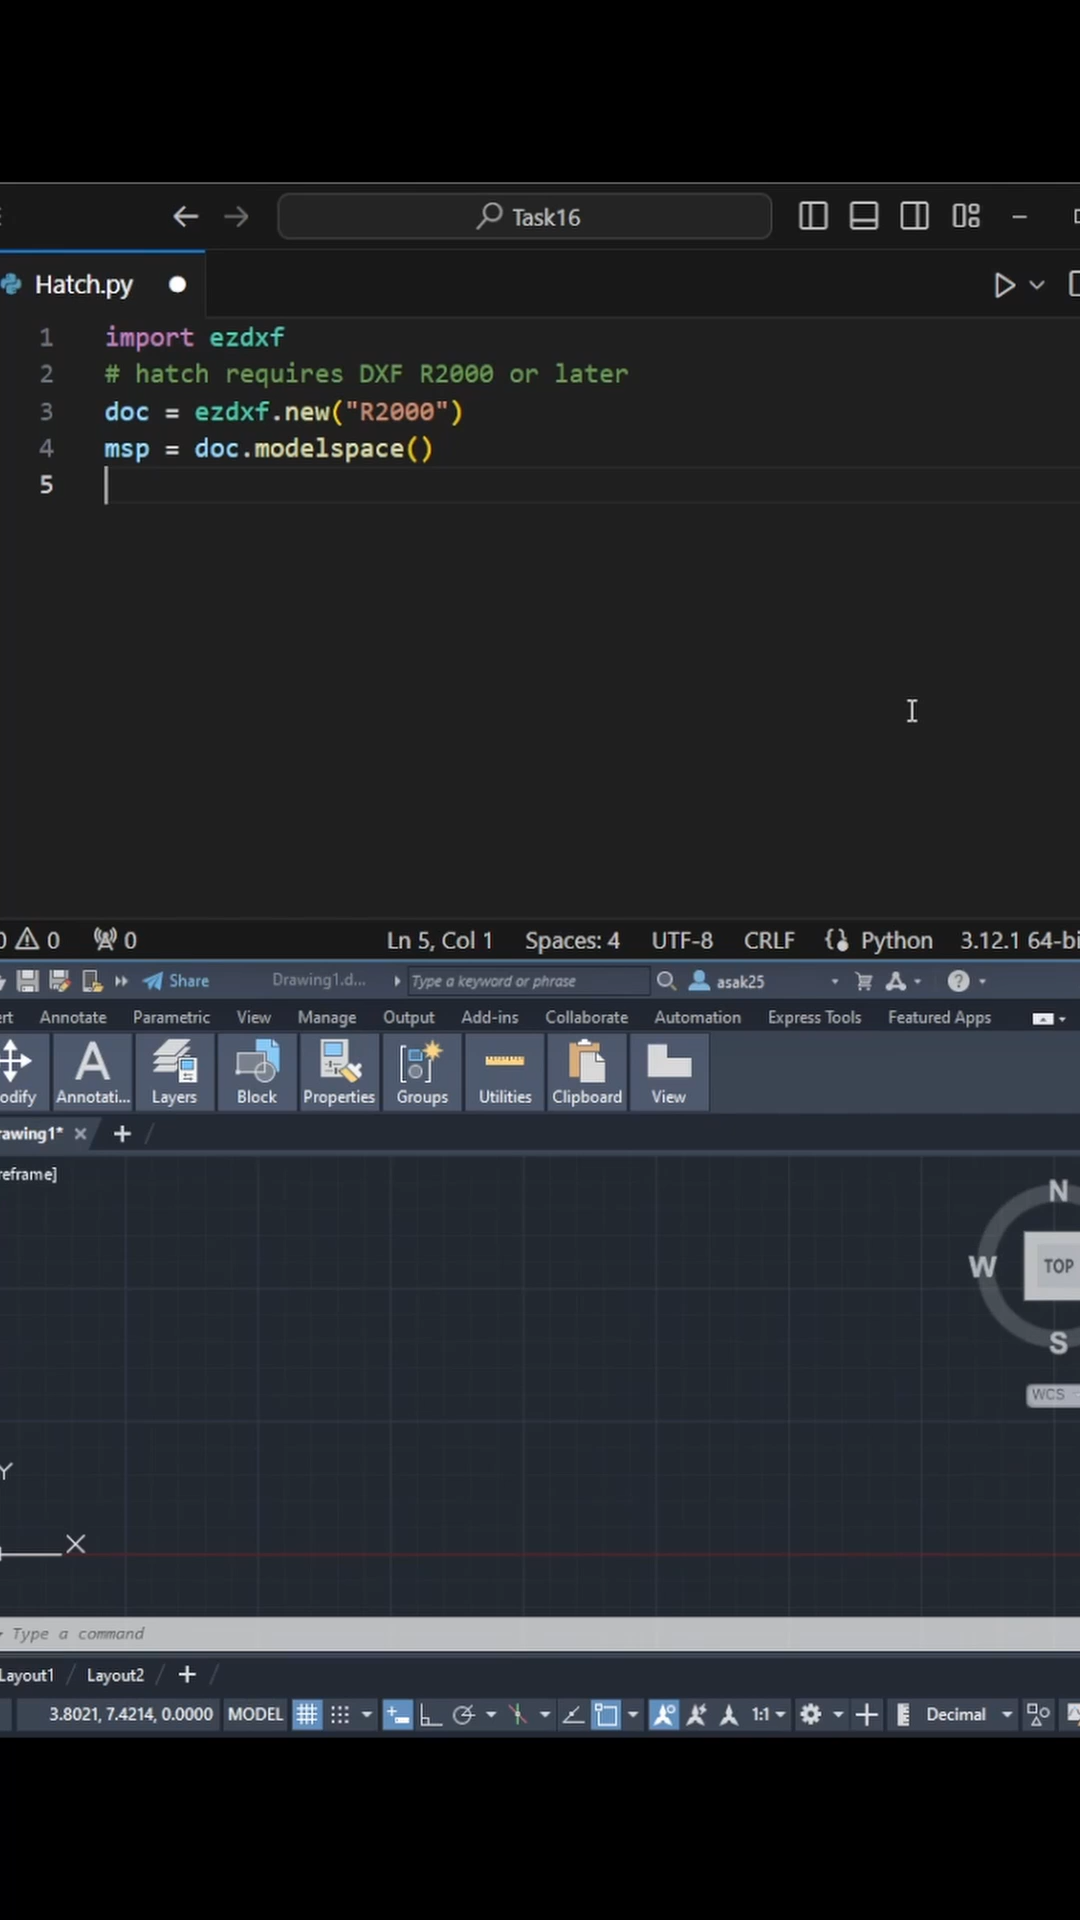 Task16
Hatch.py
1 import ezdxf
2 # hatch requires DXF R2000 or later
3 doc = ezdxf.new("R2000")
4 msp = doc.modelspace()
5
0 0 Ln 5, Col 1 Spaces: 4 UTF-8 CRLF Python 3.12.1 64-bi
Share Drawing1.d... Type a keyword or phrase asak25
ert Annotate Parametric View Manage Output Add-ins Collaborate Automation Express Tools Featured Apps
odify Annotati... Layers Block Properties Groups Utilities Clipboard View
rawing1*
reframe]
N
W TOP
S
WCS
Y
X
Type a command
Layout1 Layout2
3.8021, 7.4214, 0.0000 MODEL 1:1 Decimal